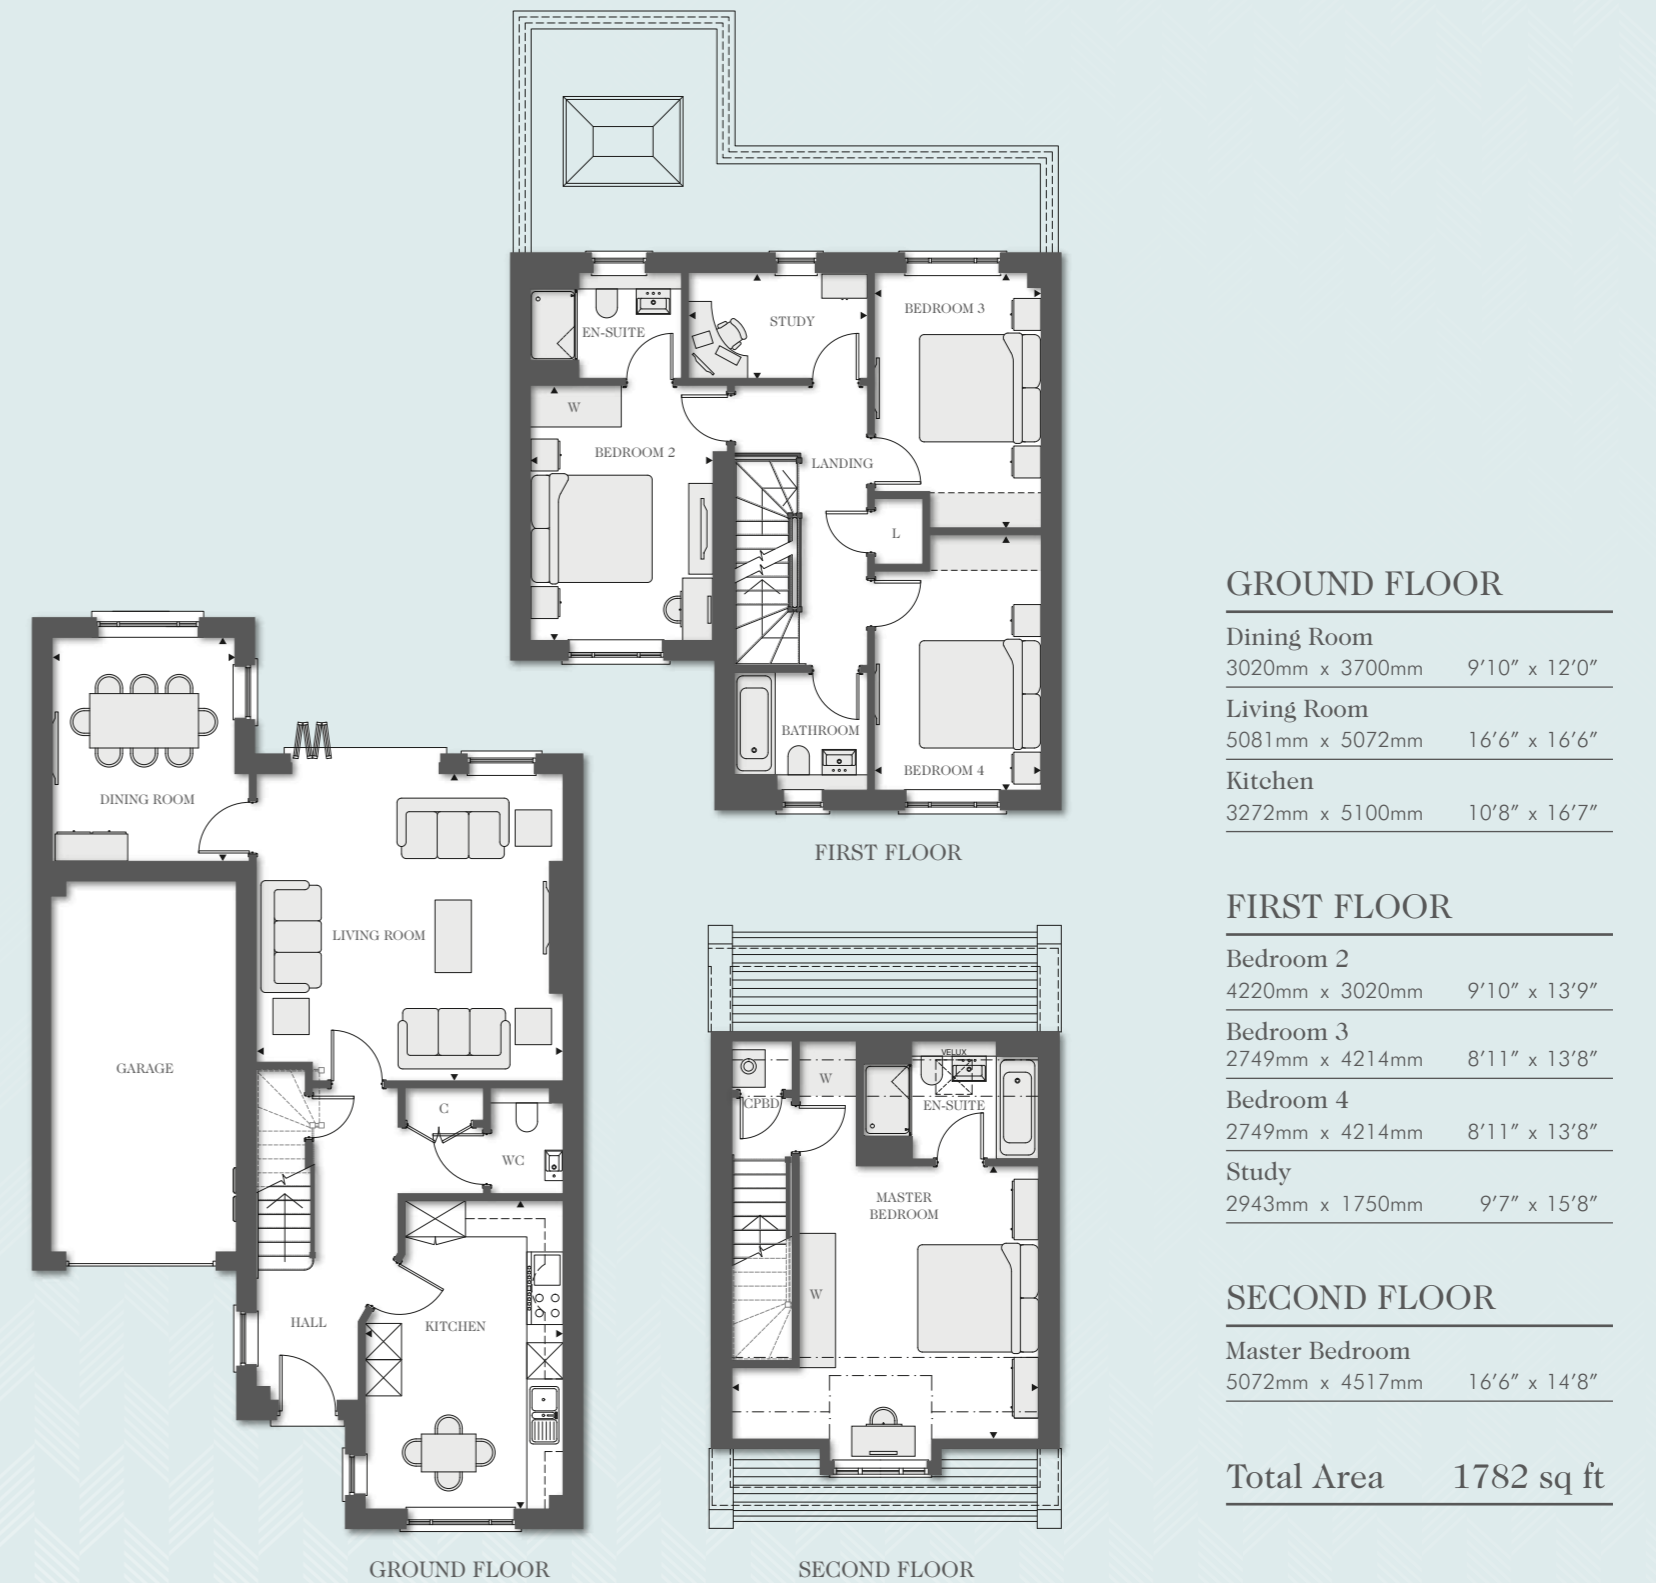 EN-SUITE
STUDY
BEDROOM 3
W
BEDROOM 2
LANDING
L
BATHROOM
BEDROOM 4
FIRST FLOOR
DINING ROOM
LIVING ROOM
GARAGE
C
WC
HALL
KITCHEN
GROUND FLOOR
VELUX
W
CPBD
EN-SUITE
MASTER
BEDROOM
W
SECOND FLOOR
GROUND FLOOR
Dining Room
3020mm x 3700mm 9’10” x 12’0”
Living Room
5081mm x 5072mm 16’6” x 16’6”
Kitchen
3272mm x 5100mm 10’8” x 16’7”
FIRST FLOOR
Bedroom 2
4220mm x 3020mm 9’10” x 13’9”
Bedroom 3
2749mm x 4214mm 8’11” x 13’8”
Bedroom 4
2749mm x 4214mm 8’11” x 13’8”
Study
2943mm x 1750mm 9’7” x 15’8”
SECOND FLOOR
Master Bedroom
5072mm x 4517mm 16’6” x 14’8”
Total Area 1782 sq ft